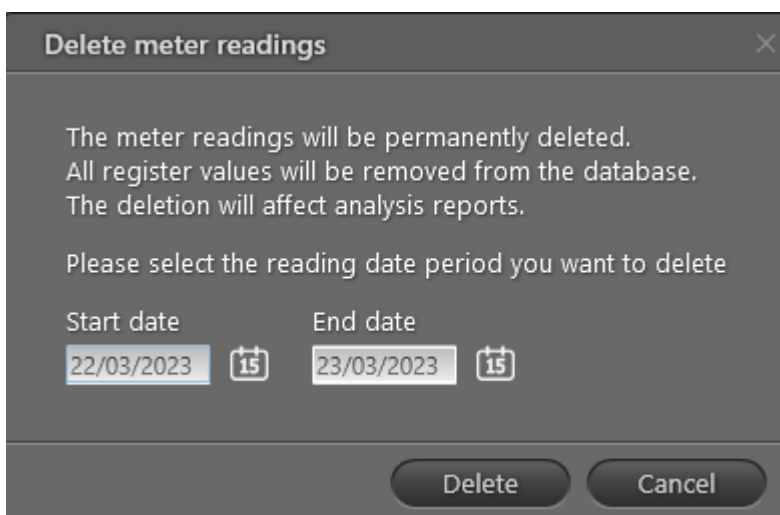 Delete meter readings
The meter readings will be permanently deleted.
All register values will be removed from the database.
The deletion will affect analysis reports.
Please select the reading date period you want to delete
Start date End date
22/03/2023 15 23/03/2023 15
Delete Cancel